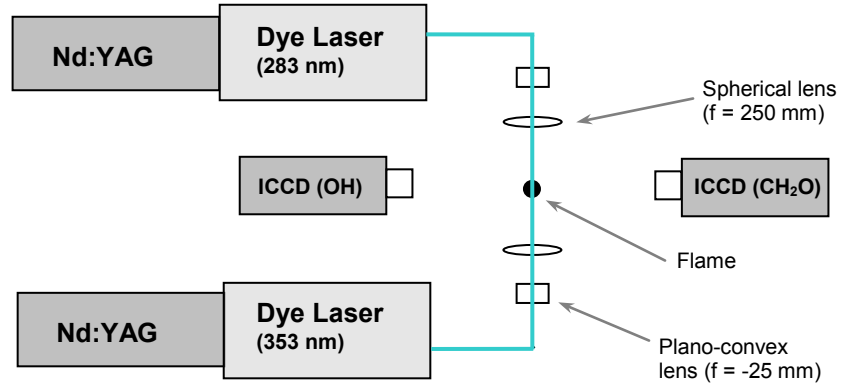 Nd:YAG
Dye Laser
(283 nm)
Spherical lens
(f = 250 mm)
ICCD (OH)
ICCD (CH₂O)
Flame
Nd:YAG
Dye Laser
(353 nm)
Plano-convex
lens (f = -25 mm)